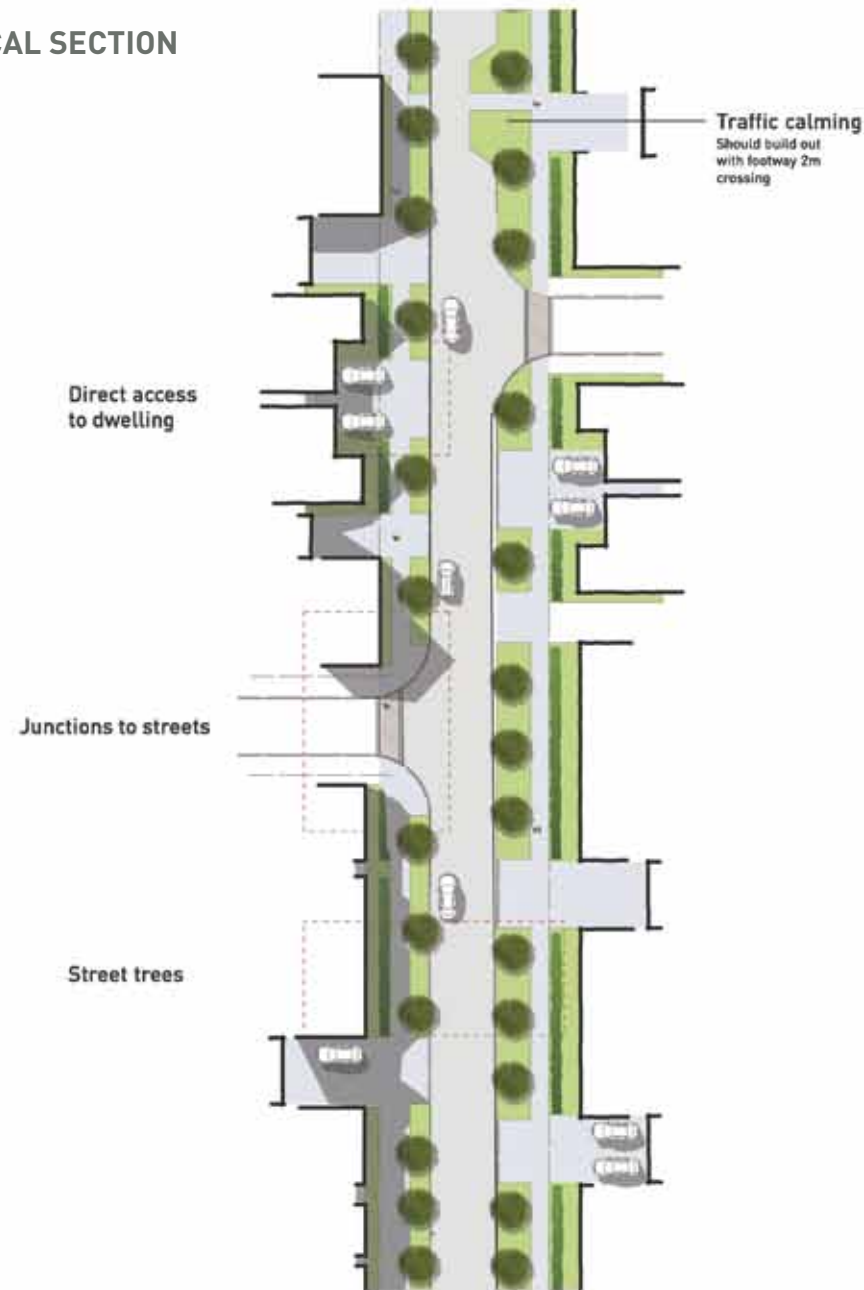 CAL SECTION
Traffic calming
Should build out
with footway 2m
crossing
Direct access
to dwelling
Junctions to streets
Street trees